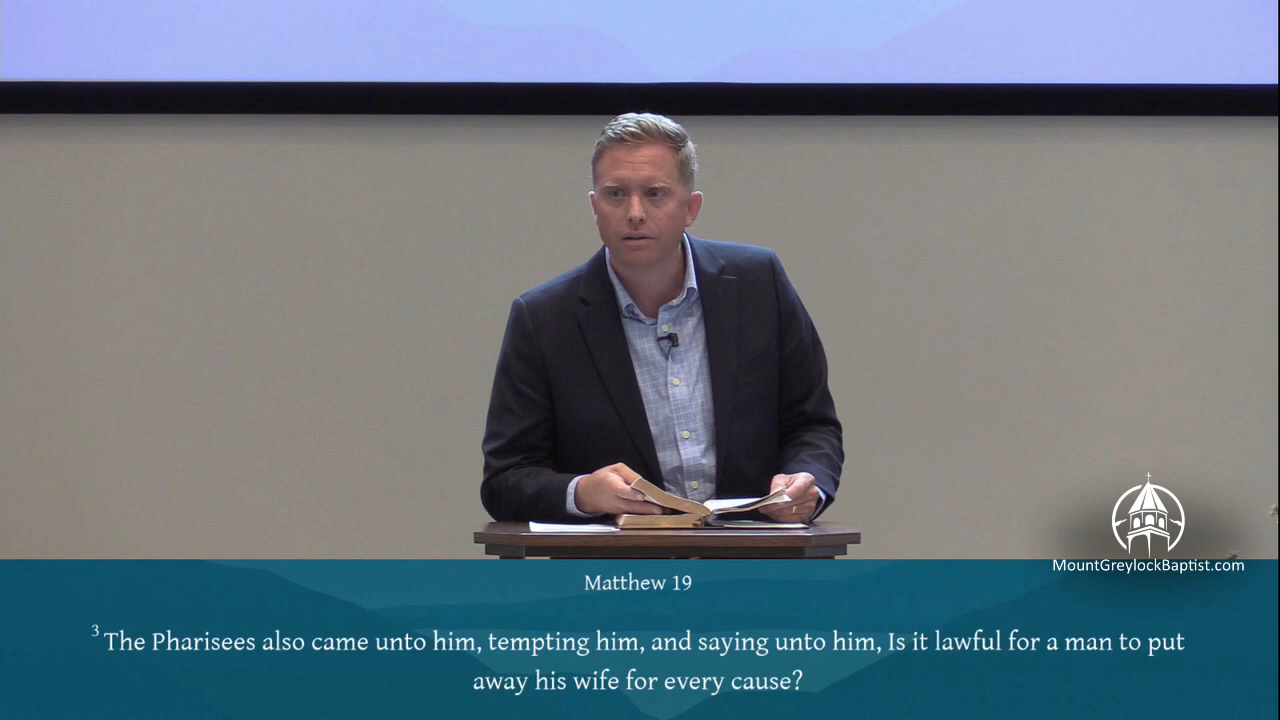 MountGreylockBaptist.com
Matthew 19
3 The Pharisees also came unto him, tempting him, and saying unto him, Is it lawful for a man to put
away his wife for every cause?